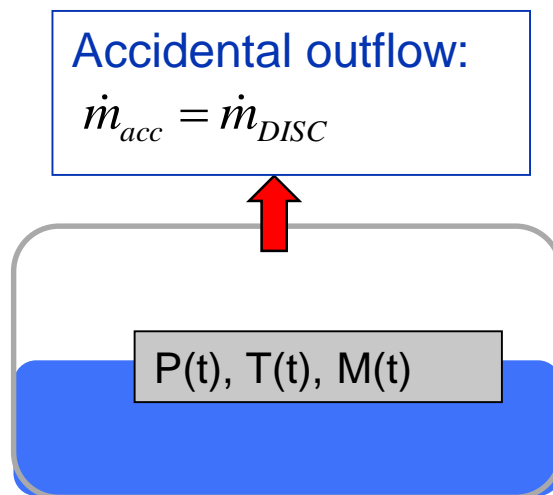 Accidental outflow:
ṁ_acc = ṁ_DISC
P(t), T(t), M(t)